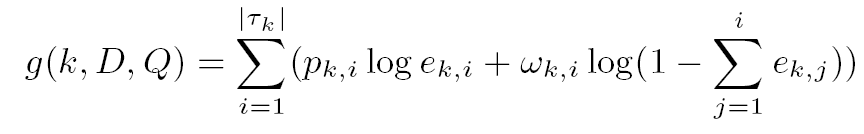 g(k, D, Q) = \sum_{i=1}^{|\tau_k|} (p_{k,i} \log e_{k,i} + \omega_{k,i} \log(1 - \sum_{j=1}^{i} e_{k,j}))